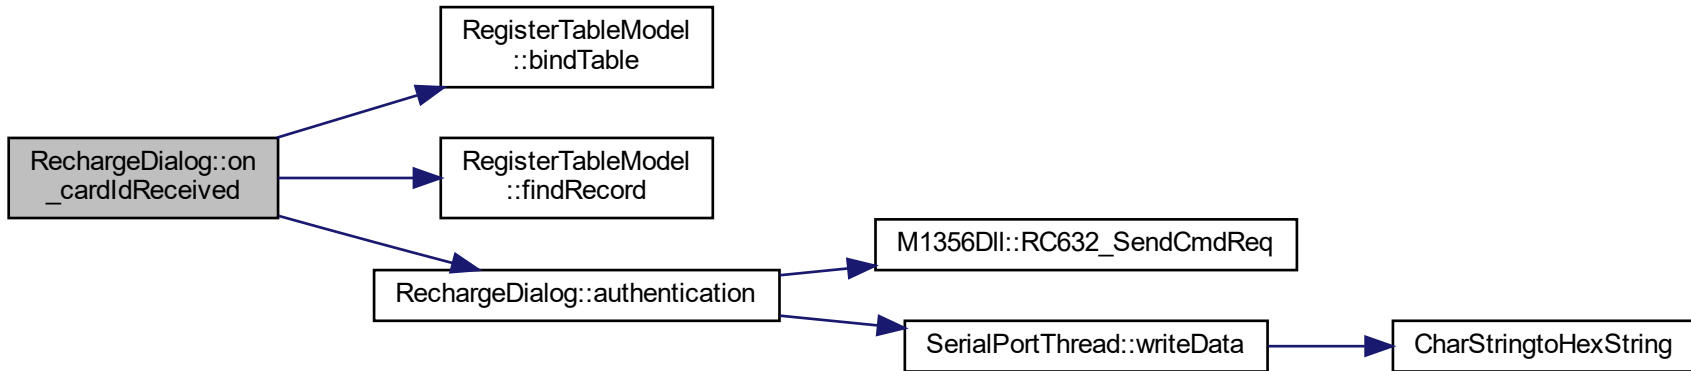 RegisterTableModel
::bindTable
RechargeDialog::on
_cardIdReceived
RegisterTableModel
::findRecord
M1356Dll::RC632_SendCmdReq
RechargeDialog::authentication
SerialPortThread::writeData
CharStringtoHexString